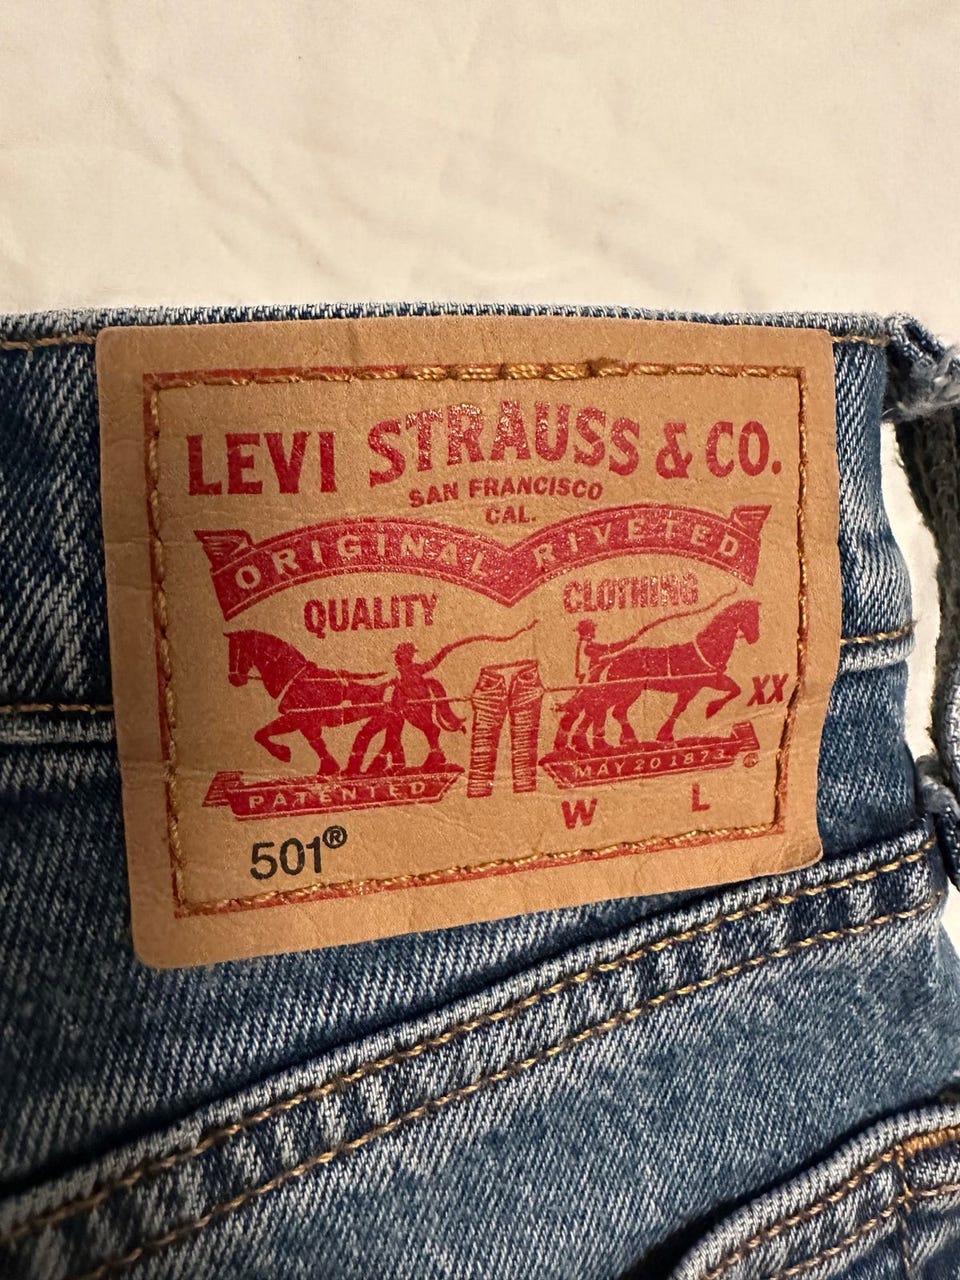 LEVI STRAUSS & CO.
SAN FRANCISCO
CAL.
ORIGINAL RIVETED
QUALITY CLOTHING
XX
PATENTED MAY 20 1873 ®
W L
501®